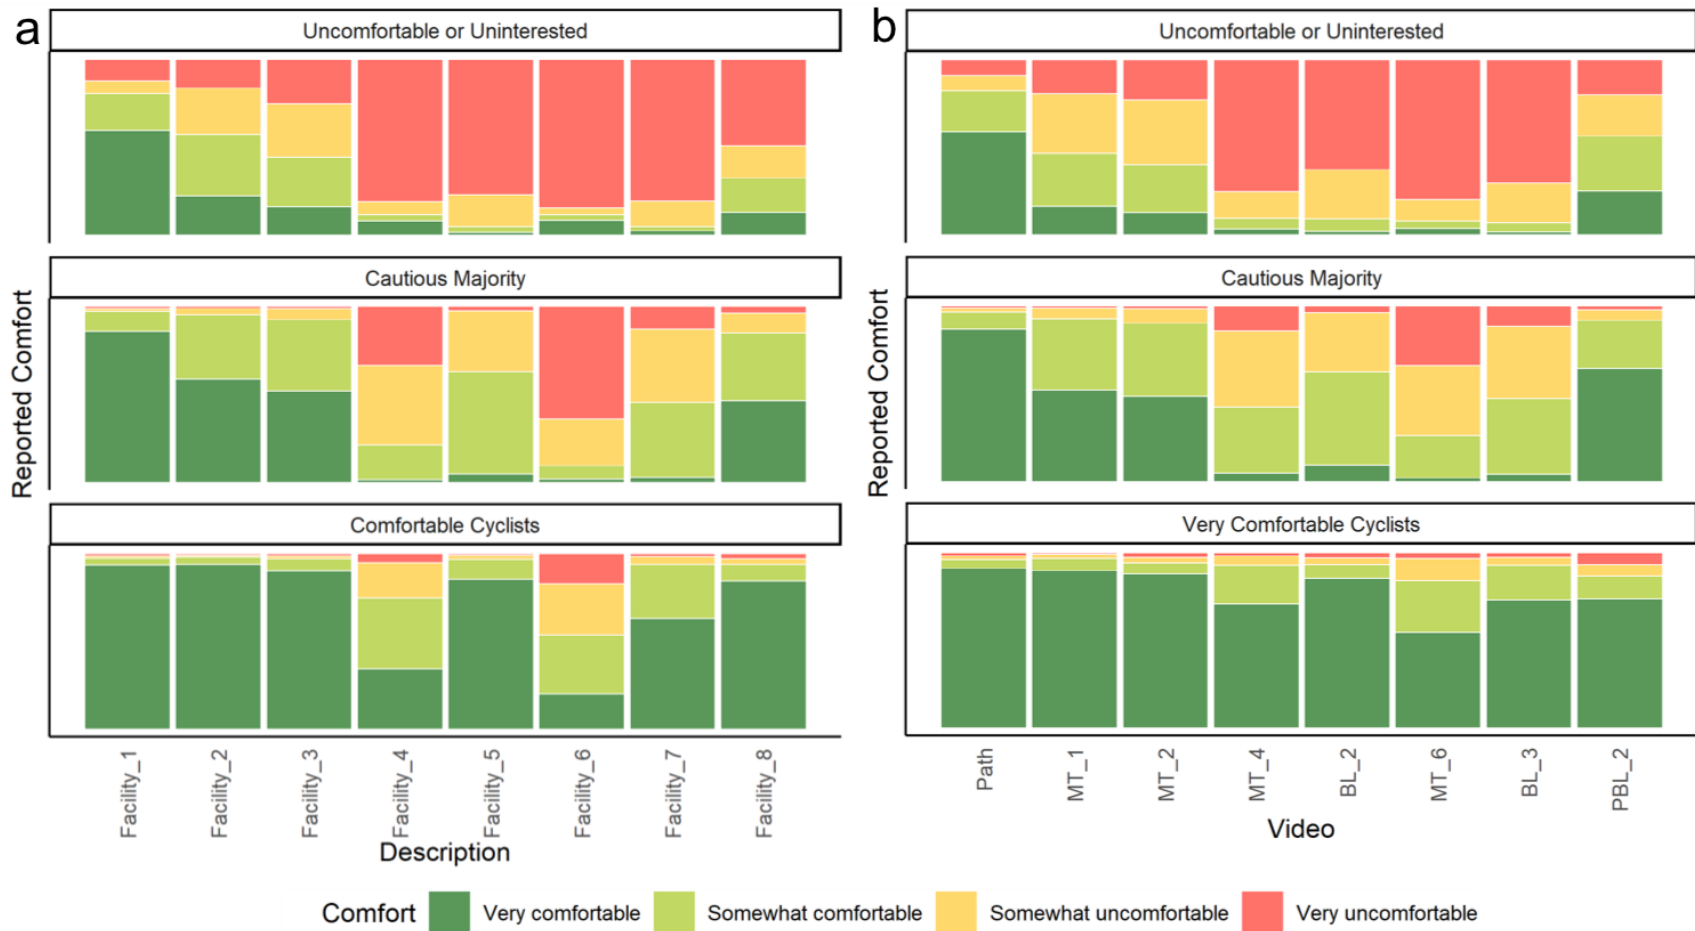 a
Uncomfortable or Uninterested
Cautious Majority
Comfortable Cyclists
Reported Comfort
Facility_1
Facility_2
Facility_3
Facility_4
Facility_5
Facility_6
Facility_7
Facility_8
Description
b
Uncomfortable or Uninterested
Cautious Majority
Very Comfortable Cyclists
Reported Comfort
Path
MT_1
MT_2
MT_4
BL_2
MT_6
BL_3
PBL_2
Video
Comfort Very comfortable Somewhat comfortable Somewhat uncomfortable Very uncomfortable